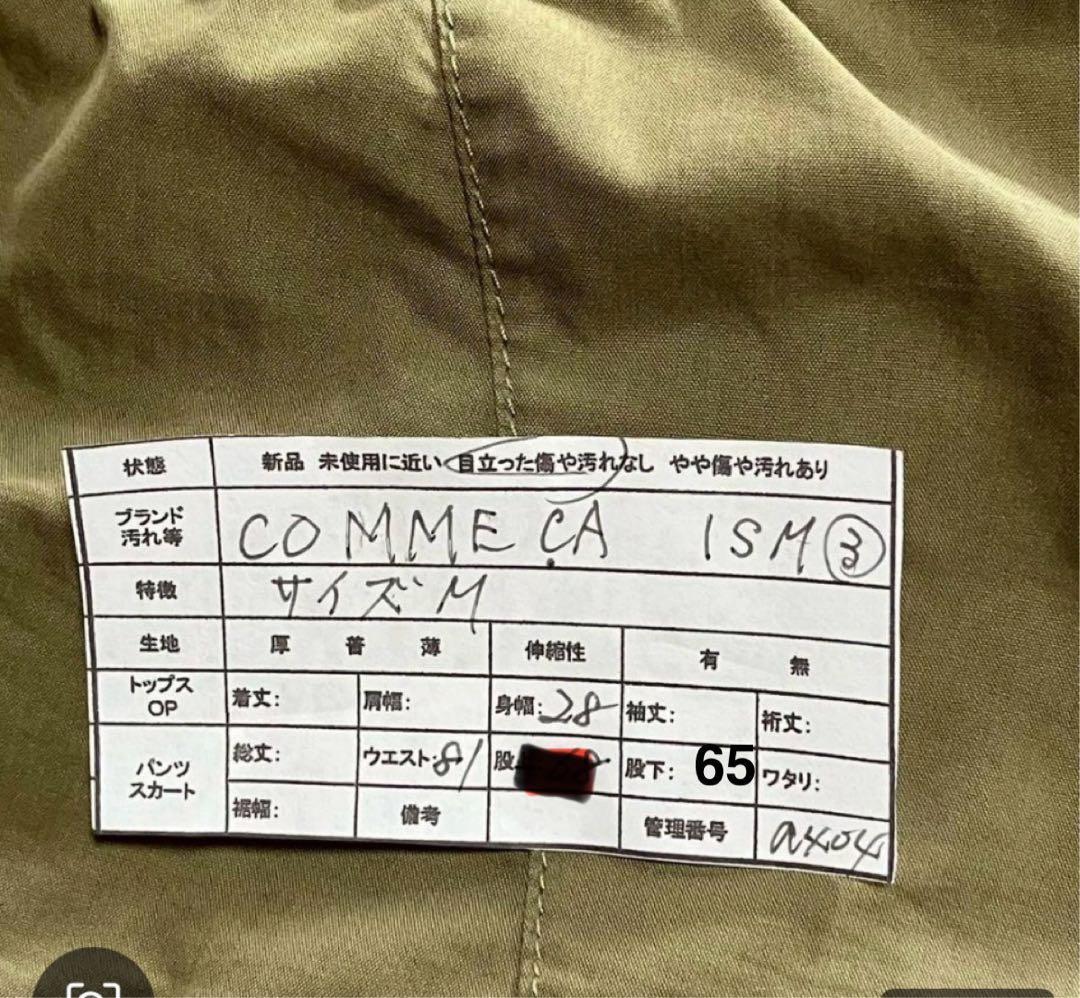 状態 新品 未使用に近い 目立った傷や汚れなし やや傷や汚れあり
ブランド 汚れ等 COMME ÇA ISM ③
特徴 サイズM
生地 厚 普 薄 伸縮性 有 無
トップス OP 着丈: 肩幅: 身幅: 28 袖丈: 裄丈:
パンツ スカート 総丈: ウエスト: 81 股 股下: 65 ワタリ:
裾幅: 備考 管理番号